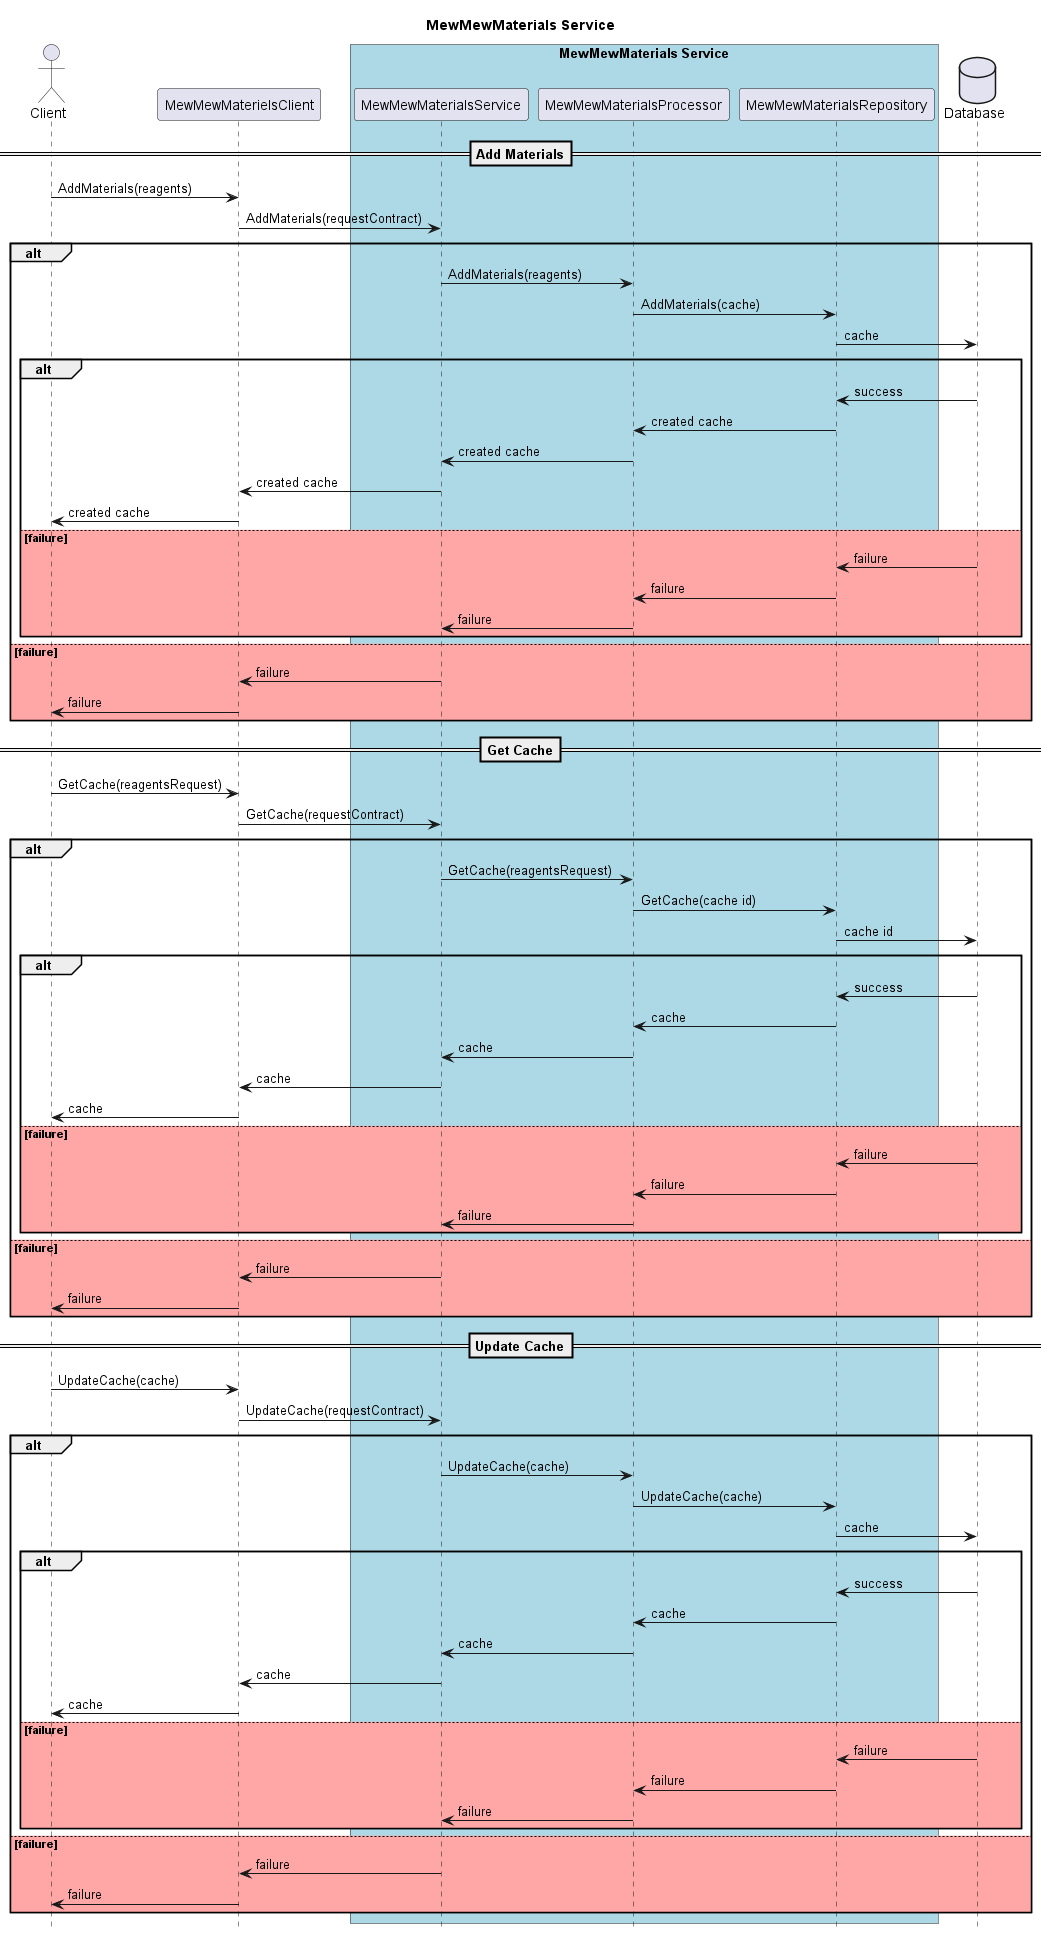 MewMewMaterials Service
MewMewMaterials Service
Client
MewMewMaterielsClient
MewMewMaterialsService
MewMewMaterialsProcessor
MewMewMaterialsRepository
Database
Add Materials
AddMaterials(reagents)
AddMaterials(requestContract)
alt
AddMaterials(reagents)
AddMaterials(cache)
cache
alt
success
created cache
created cache
created cache
created cache
[failure]
failure
failure
failure
[failure]
failure
failure
Get Cache
GetCache(reagentsRequest)
GetCache(requestContract)
alt
GetCache(reagentsRequest)
GetCache(cache id)
cache id
alt
success
cache
cache
cache
cache
[failure]
failure
failure
failure
[failure]
failure
failure
Update Cache
UpdateCache(cache)
UpdateCache(requestContract)
alt
UpdateCache(cache)
UpdateCache(cache)
cache
alt
success
cache
cache
cache
cache
[failure]
failure
failure
failure
[failure]
failure
failure